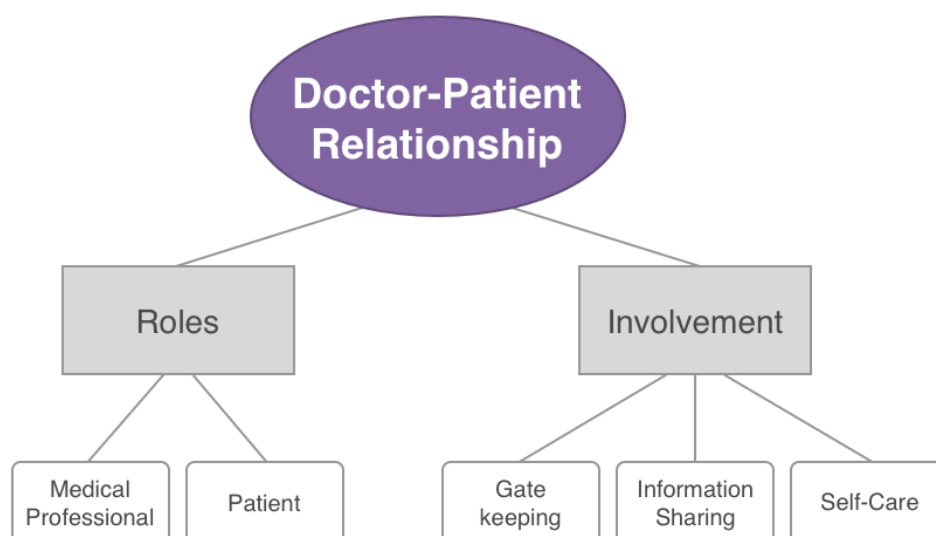 Doctor-Patient
Relationship
Roles
Involvement
Medical
Professional
Patient
Gate
keeping
Information
Sharing
Self-Care